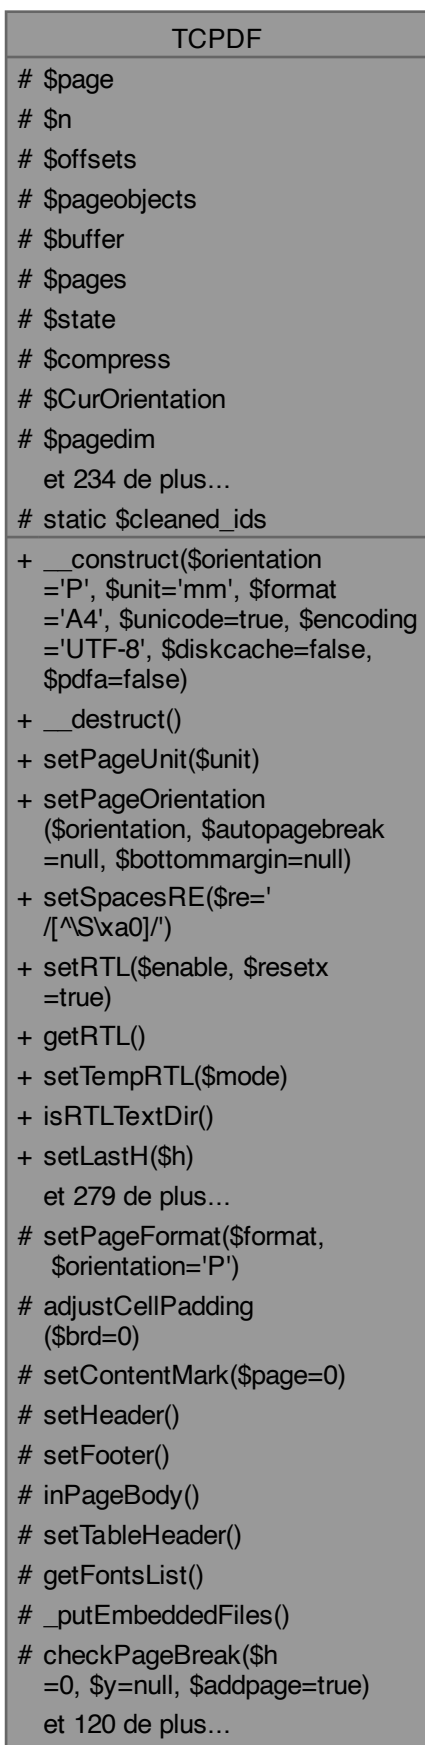 TCPDF
# $page
# $n
# $offsets
# $pageobjects
# $buffer
# $pages
# $state
# $compress
# $CurOrientation
# $pagedim
et 234 de plus...
# static $cleaned_ids
+ __construct($orientation
='P', $unit='mm', $format
='A4', $unicode=true, $encoding
='UTF-8', $diskcache=false,
$pdfa=false)
+ __destruct()
+ setPageUnit($unit)
+ setPageOrientation
($orientation, $autopagebreak
=null, $bottommargin=null)
+ setSpacesRE($re='
/[^\S\xa0]/')
+ setRTL($enable, $resetx
=true)
+ getRTL()
+ setTempRTL($mode)
+ isRTLTextDir()
+ setLastH($h)
et 279 de plus...
# setPageFormat($format,
$orientation='P')
# adjustCellPadding
($brd=0)
# setContentMark($page=0)
# setHeader()
# setFooter()
# inPageBody()
# setTableHeader()
# getFontsList()
# _putEmbeddedFiles()
# checkPageBreak($h
=0, $y=null, $addpage=true)
et 120 de plus...